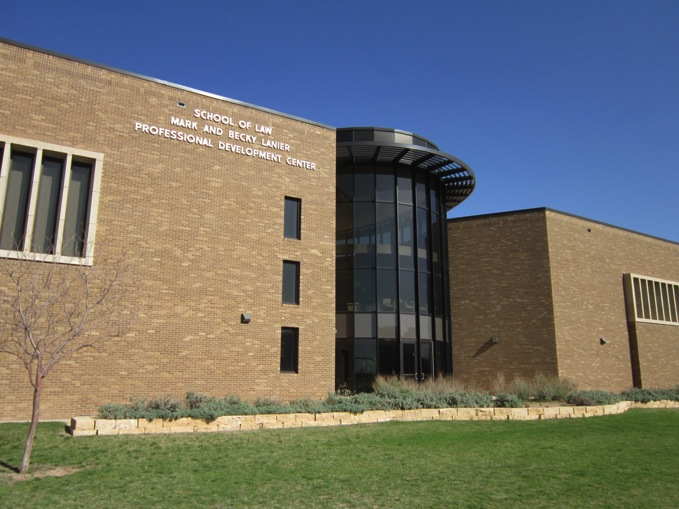 SCHOOL OF LAW
MARK AND BECKY LANIER
PROFESSIONAL DEVELOPMENT CENTER